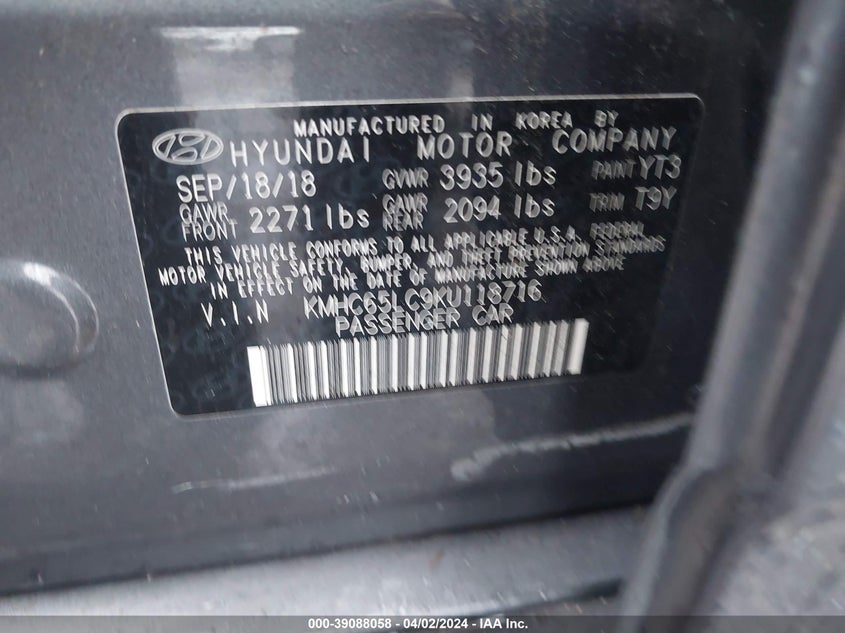 MANUFACTURED IN KOREA BY
HYUNDAI MOTOR COMPANY
SEP/18/18 GVWR 3935 lbs PAINT YT3
GAWR FRONT 2271 lbs GAWR REAR 2094 lbs TRIM T9Y
THIS VEHICLE CONFORMS TO ALL APPLICABLE U.S.A. FEDERAL
MOTOR VEHICLE SAFETY, BUMPER, AND THEFT PREVENTION STANDARDS
IN EFFECT ON THE DATE OF MANUFACTURE SHOWN ABOVE
V.I.N KMHC65LC9KU118716
PASSENGER CAR
000-39088058 - 04/02/2024 - IAA Inc.